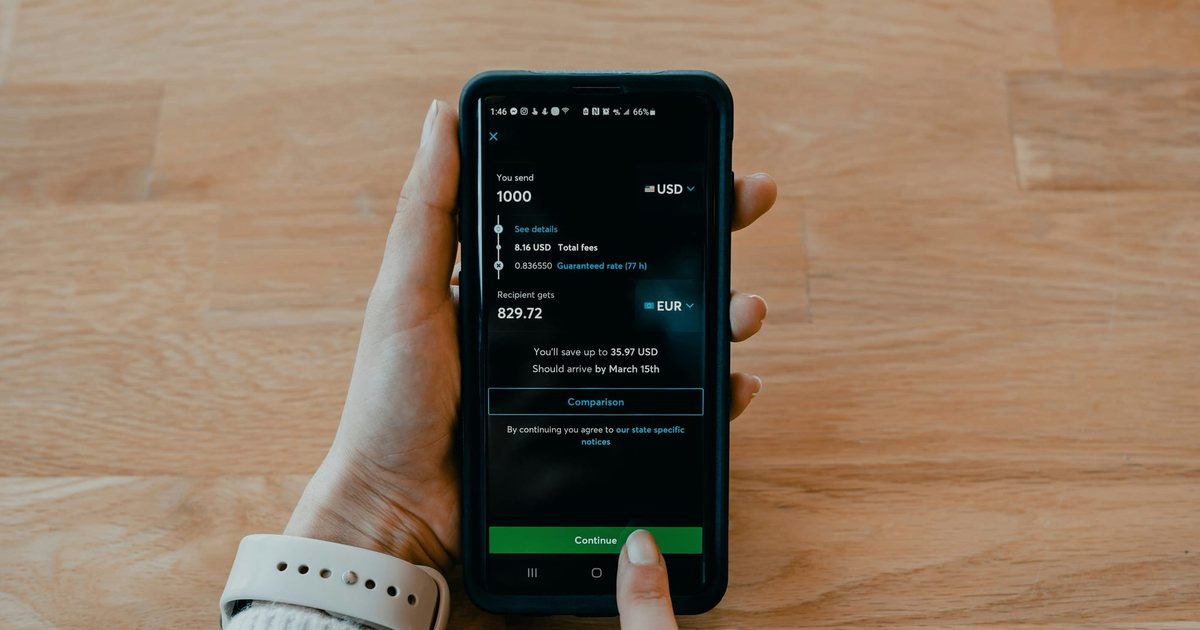 1:46 66%
You send
1000 USD
See details
8.16 USD Total fees
0.836550 Guaranteed rate (77 h)
Recipient gets
829.72 EUR
You'll save up to 35.97 USD
Should arrive by March 15th
Comparison
By continuing you agree to our state specific
notices
Continue